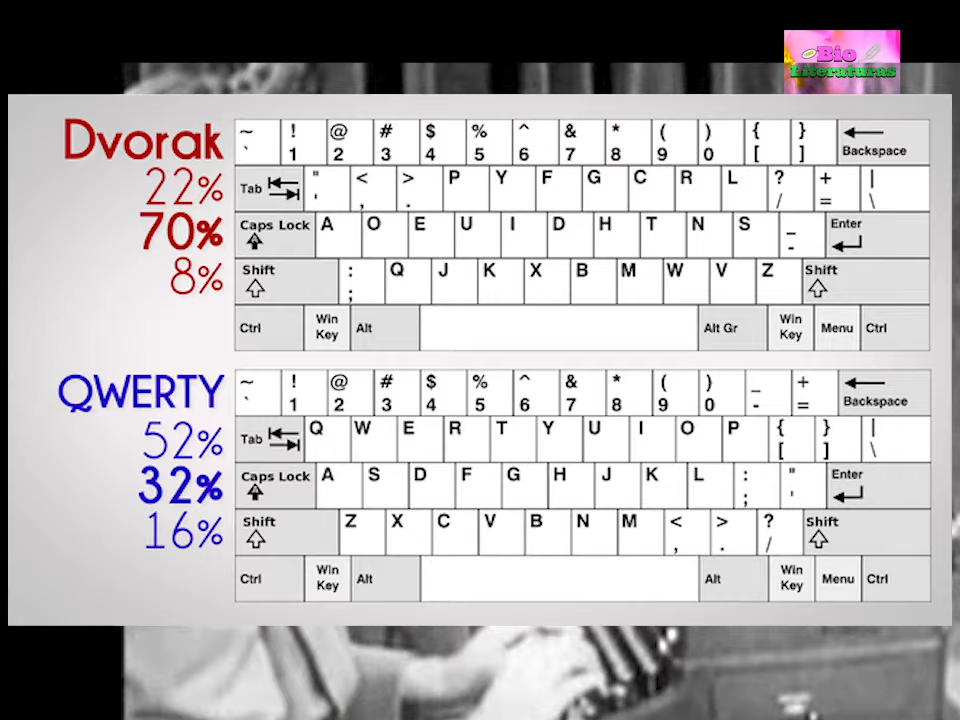 Bio
Literaturas
Dvorak
22%
70%
8%
~ ! @ # $ % ^ & * ( ) { }
` 1 2 3 4 5 6 7 8 9 0 [ ] Backspace
Tab " < > P Y F G C R L ? + |
' , . / = \
Caps Lock A O E U I D H T N S _ Enter
-
Shift : Q J K X B M W V Z Shift
;
Ctrl Win Key Alt Alt Gr Win Key Menu Ctrl
QWERTY
52%
32%
16%
~ ! @ # $ % ^ & * ( ) _ +
` 1 2 3 4 5 6 7 8 9 0 - = Backspace
Tab Q W E R T Y U I O P { } |
[ ] \
Caps Lock A S D F G H J K L : " Enter
; '
Shift Z X C V B N M < > ? Shift
, . /
Ctrl Win Key Alt Alt Win Key Menu Ctrl